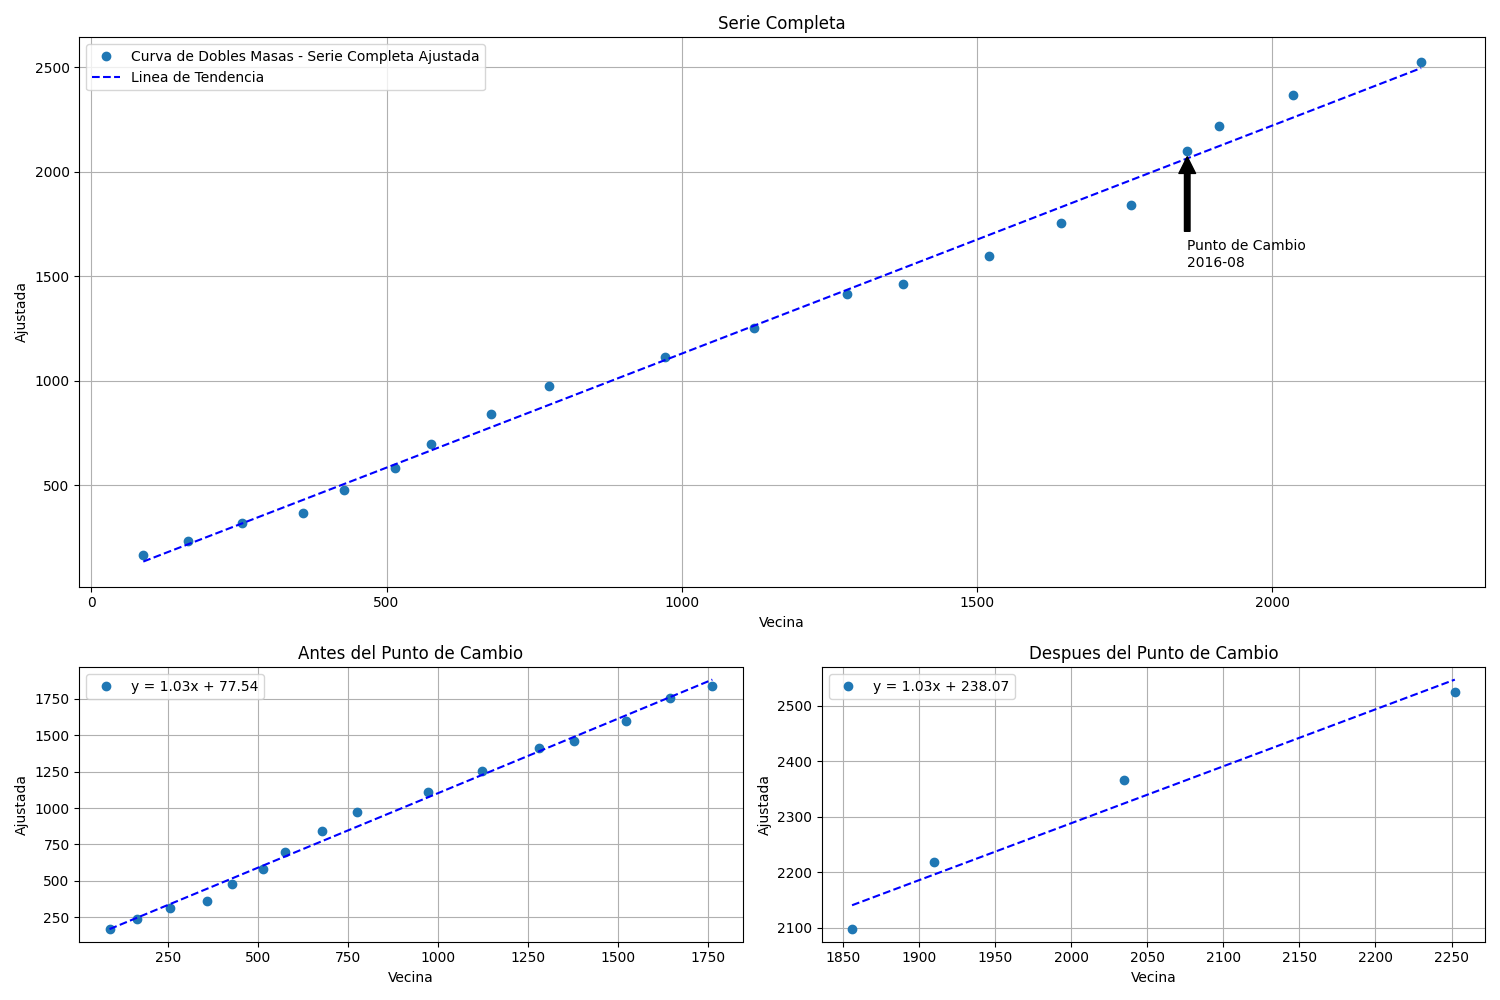 Serie Completa
Curva de Dobles Masas - Serie Completa Ajustada
Linea de Tendencia
2500
2000
1500
1000
500
Ajustada
Punto de Cambio
2016-08
0
500
1000
1500
2000
Vecina
Antes del Punto de Cambio
y = 1.03x + 77.54
1750
1500
1250
1000
750
500
250
Ajustada
250
500
750
1000
1250
1500
1750
Vecina
Despues del Punto de Cambio
y = 1.03x + 238.07
2500
2400
2300
2200
2100
Ajustada
1850
1900
1950
2000
2050
2100
2150
2200
2250
Vecina